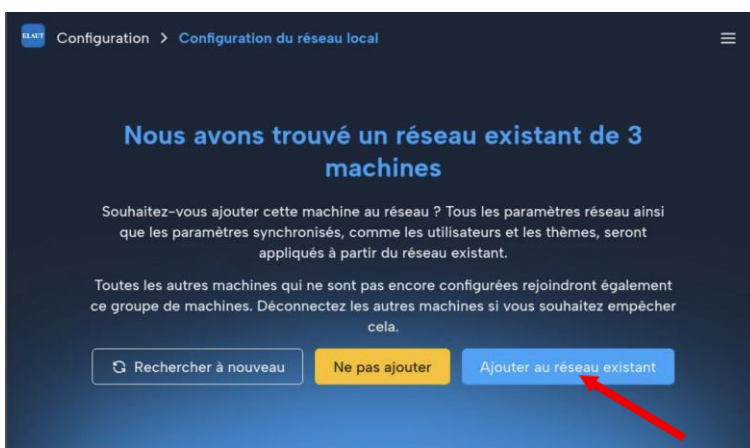 ELAUT Configuration > Configuration du réseau local
Nous avons trouvé un réseau existant de 3
machines
Souhaitez-vous ajouter cette machine au réseau ? Tous les paramètres réseau ainsi
que les paramètres synchronisés, comme les utilisateurs et les thèmes, seront
appliqués à partir du réseau existant.
Toutes les autres machines qui ne sont pas encore configurées rejoindront également
ce groupe de machines. Déconnectez les autres machines si vous souhaitez empêcher
cela.
Rechercher à nouveau Ne pas ajouter Ajouter au réseau existant